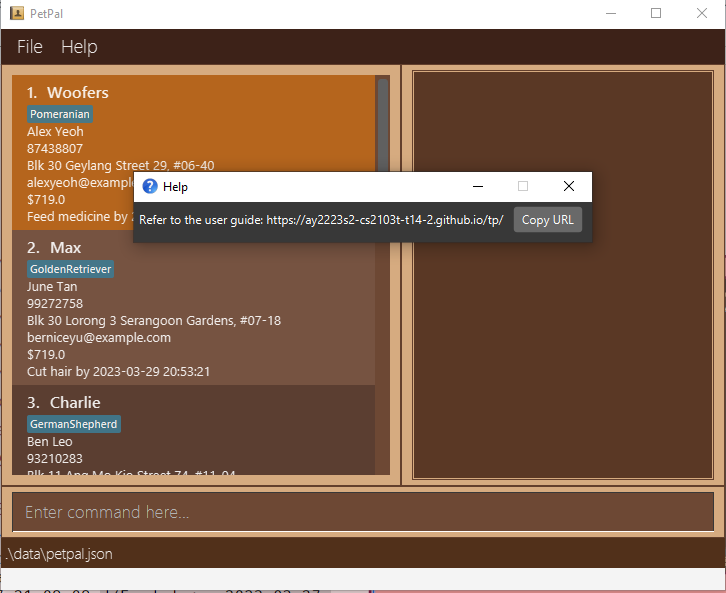 PetPal
File Help
1. Woofers
Pomeranian
Alex Yeoh
87438807
Blk 30 Geylang Street 29, #06-40
alexyeoh@example
$719.0
Feed medicine by
Help
Refer to the user guide: https://ay2223s2-cs2103t-t14-2.github.io/tp/ Copy URL
2. Max
GoldenRetriever
June Tan
99272758
Blk 30 Lorong 3 Serangoon Gardens, #07-18
berniceyu@example.com
$719.0
Cut hair by 2023-03-29 20:53:21
3. Charlie
GermanShepherd
Ben Leo
93210283
Blk 11 Ang Mo Kio Street 74, #11-04
Enter command here...
.\data\petpal.json